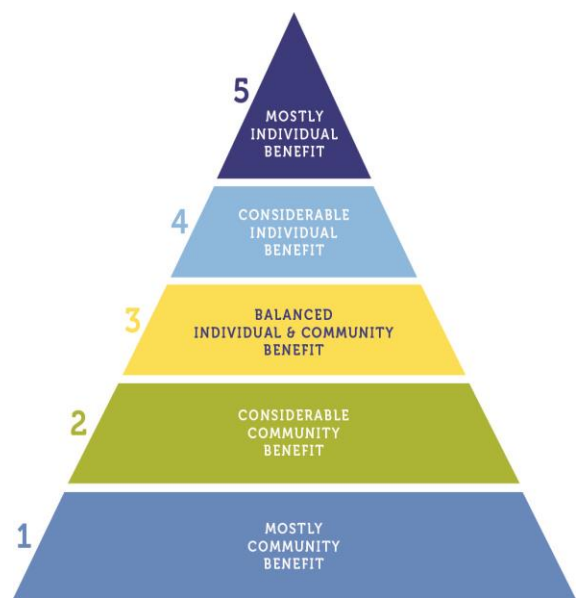 5
MOSTLY
INDIVIDUAL
BENEFIT
4
CONSIDERABLE
INDIVIDUAL
BENEFIT
3
BALANCED
INDIVIDUAL & COMMUNITY
BENEFIT
2
CONSIDERABLE
COMMUNITY
BENEFIT
1
MOSTLY
COMMUNITY
BENEFIT